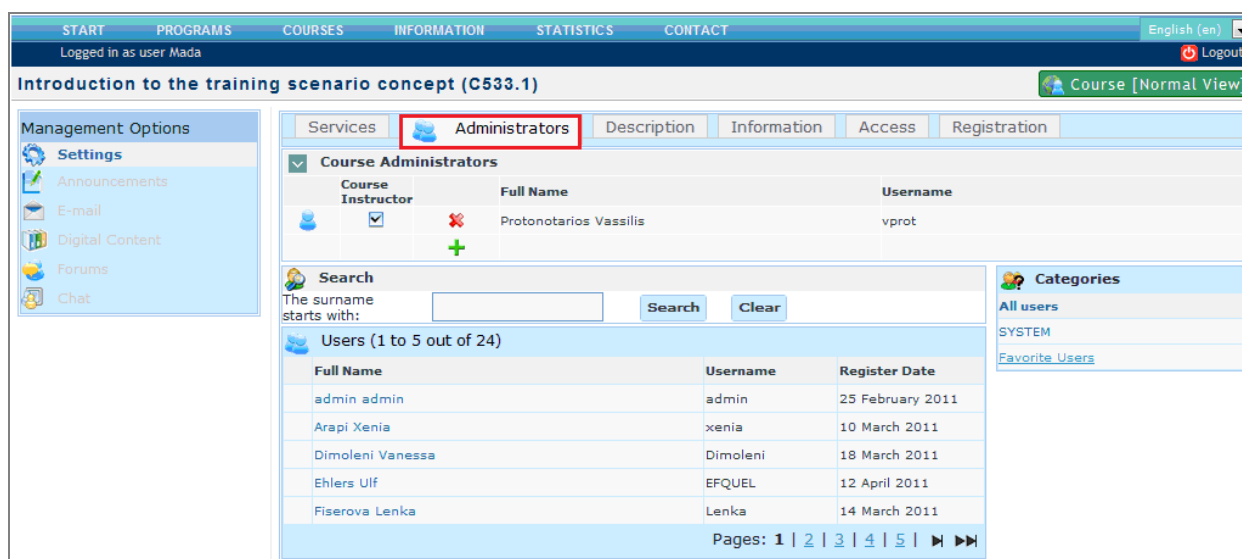 START PROGRAMS COURSES INFORMATION STATISTICS CONTACT English (en)
Logged in as user Mada Logout
Introduction to the training scenario concept (C533.1) Course [Normal View]
Management Options
Settings
Announcements
E-mail
Digital Content
Forums
Chat
Services Administrators Description Information Access Registration
Course Administrators
Course Instructor Full Name Username
Protonotarios Vassilis vprot
Search
The surname
starts with: Search Clear
Users (1 to 5 out of 24)
Full Name Username Register Date
admin admin admin 25 February 2011
Arapi Xenia xenia 10 March 2011
Dimoleni Vanessa Dimoleni 18 March 2011
Ehlers Ulf EFQUEL 12 April 2011
Fiserova Lenka Lenka 14 March 2011
Pages: 1 | 2 | 3 | 4 | 5 |
Categories
All users
SYSTEM
Favorite Users